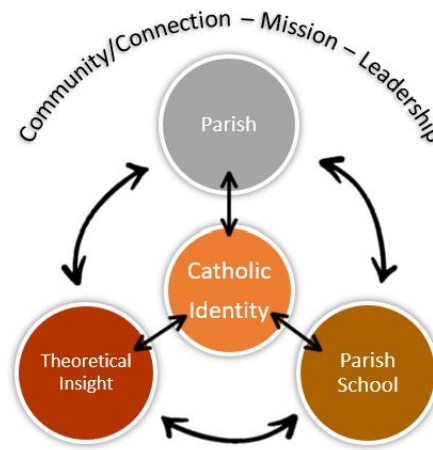 Community/Connection – Mission – Leadership
Parish
Catholic
Identity
Theoretical
Insight
Parish
School